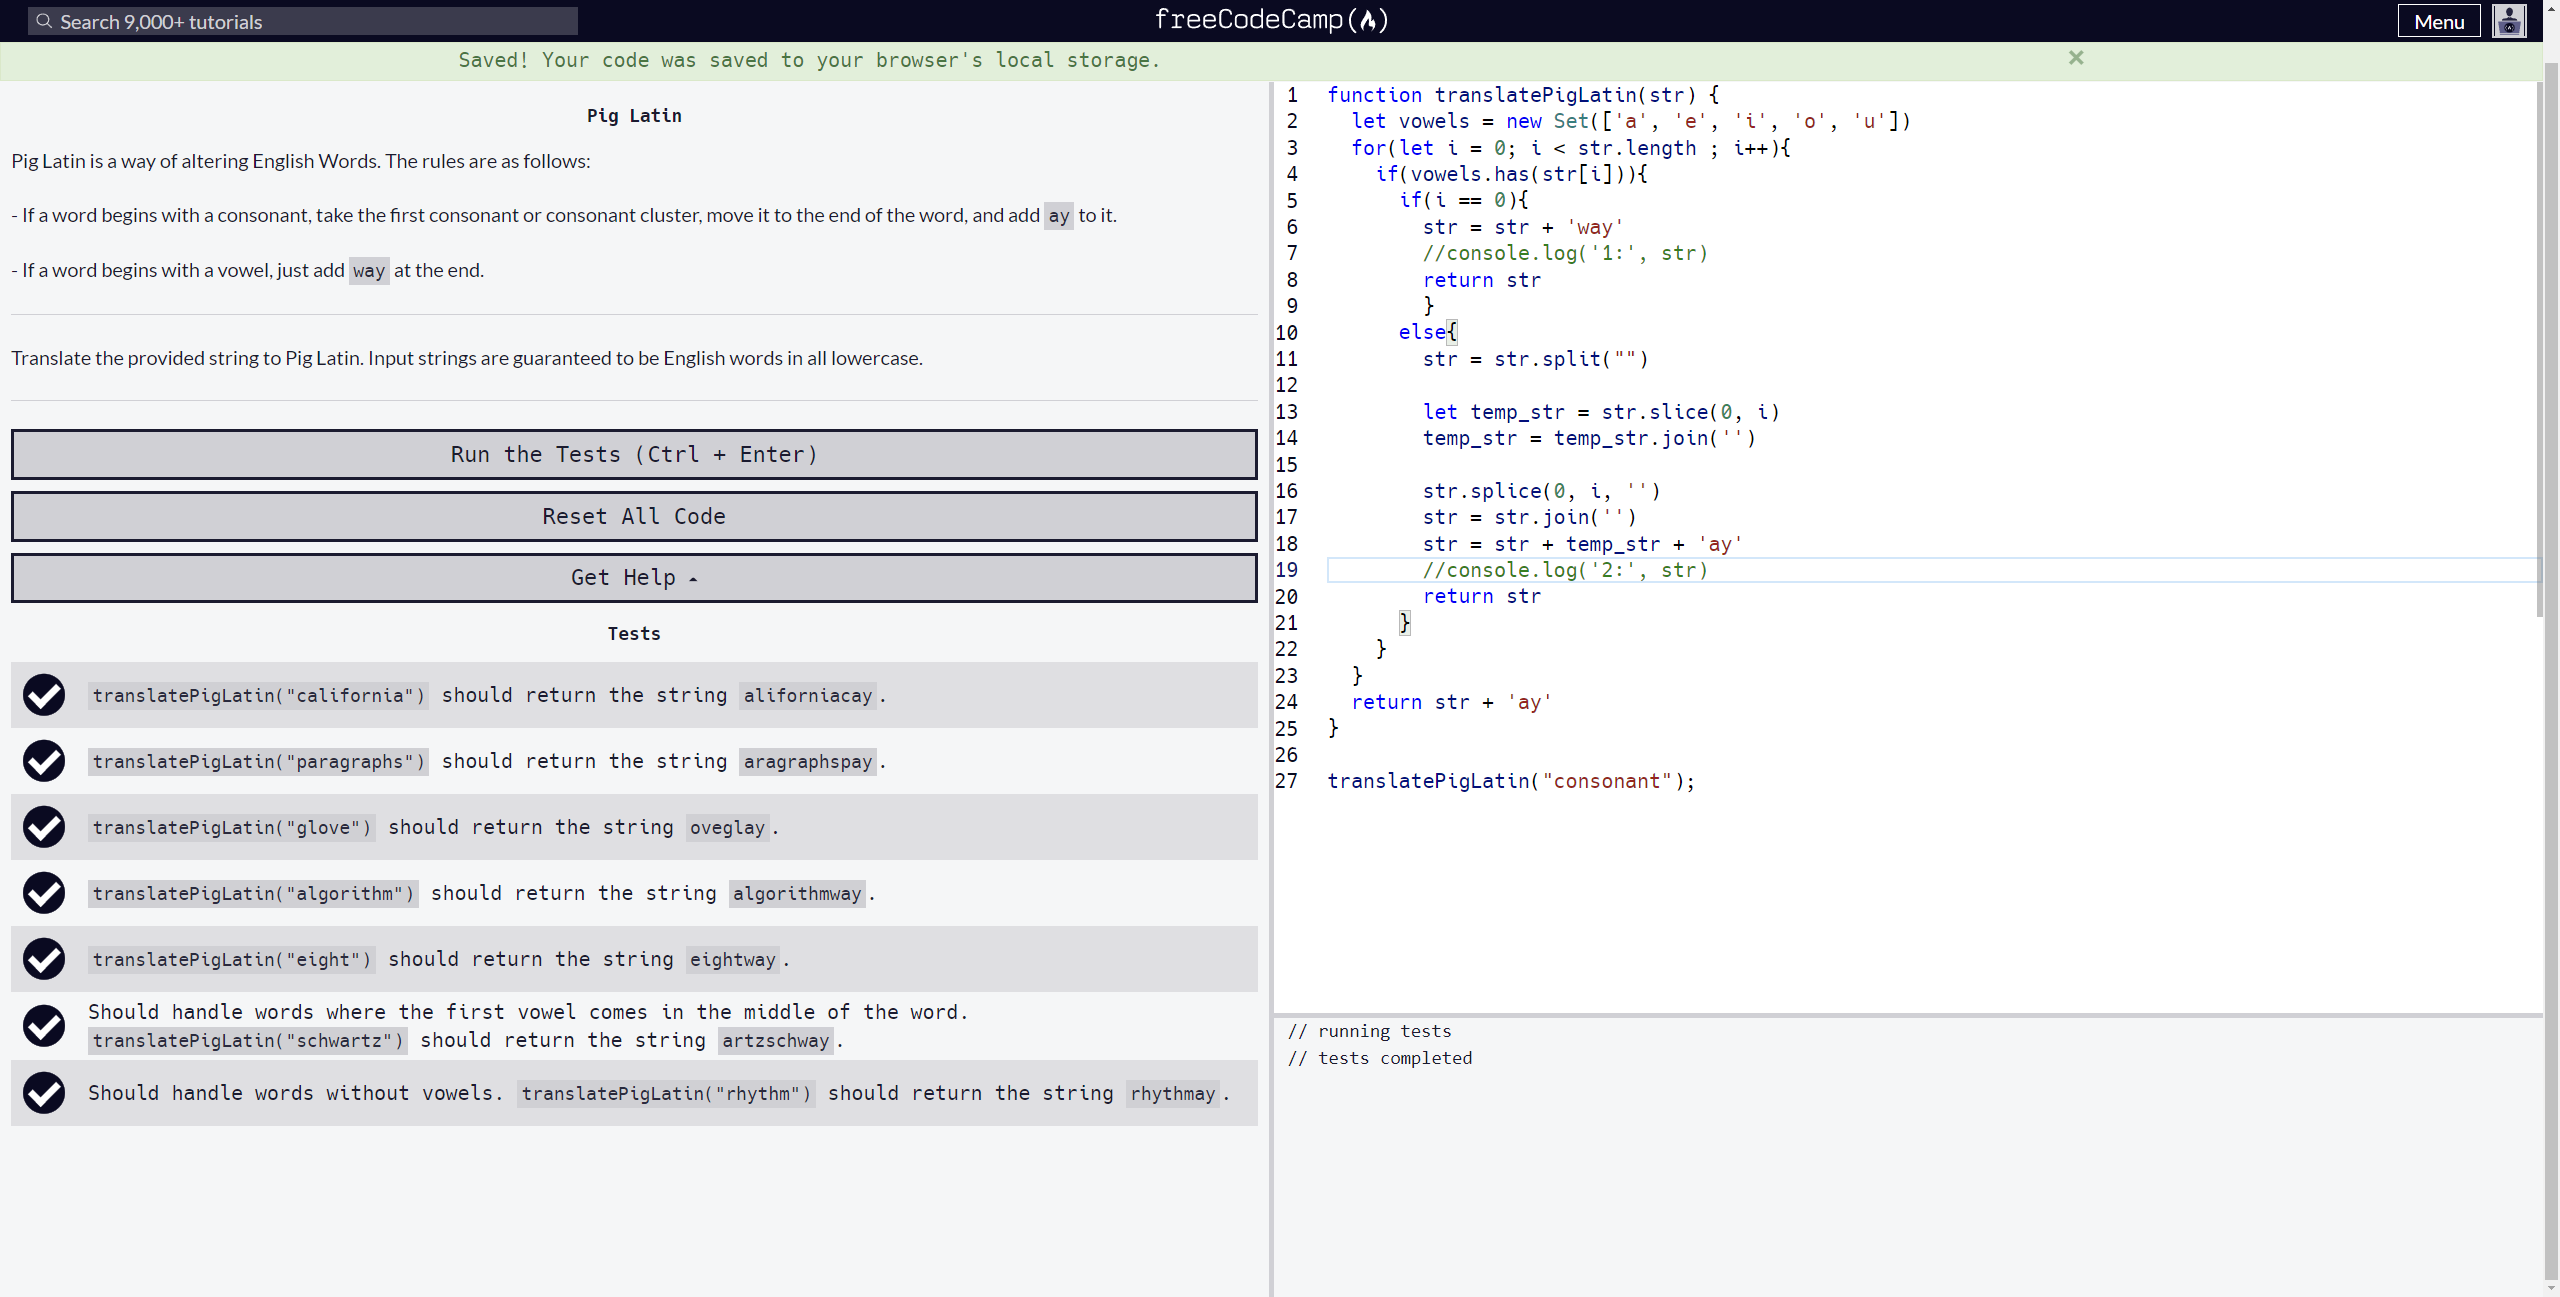 Search 9,000+ tutorials
freeCodeCamp(🔥)
Menu
Saved! Your code was saved to your browser's local storage.
×
Pig Latin
Pig Latin is a way of altering English Words. The rules are as follows:
- If a word begins with a consonant, take the first consonant or consonant cluster, move it to the end of the word, and add ay to it.
- If a word begins with a vowel, just add way at the end.
Translate the provided string to Pig Latin. Input strings are guaranteed to be English words in all lowercase.
Run the Tests (Ctrl + Enter)
Reset All Code
Get Help
Tests
translatePigLatin("california") should return the string aliforniacay.
translatePigLatin("paragraphs") should return the string aragraphspay.
translatePigLatin("glove") should return the string oveglay.
translatePigLatin("algorithm") should return the string algorithmway.
translatePigLatin("eight") should return the string eightway.
Should handle words where the first vowel comes in the middle of the word.
translatePigLatin("schwartz") should return the string artzschway.
Should handle words without vowels. translatePigLatin("rhythm") should return the string rhythmay.
1 function translatePigLatin(str) {
2 let vowels = new Set(['a', 'e', 'i', 'o', 'u'])
3 for(let i = 0; i < str.length ; i++){
4 if(vowels.has(str[i])){
5 if(i == 0){
6 str = str + 'way'
7 //console.log('1:', str)
8 return str
9 }
10 else{
11 str = str.split("")
12
13 let temp_str = str.slice(0, i)
14 temp_str = temp_str.join('')
15
16 str.splice(0, i, '')
17 str = str.join('')
18 str = str + temp_str + 'ay'
19 //console.log('2:', str)
20 return str
21 }
22 }
23 }
24 return str + 'ay'
25 }
26
27 translatePigLatin("consonant");
// running tests
// tests completed